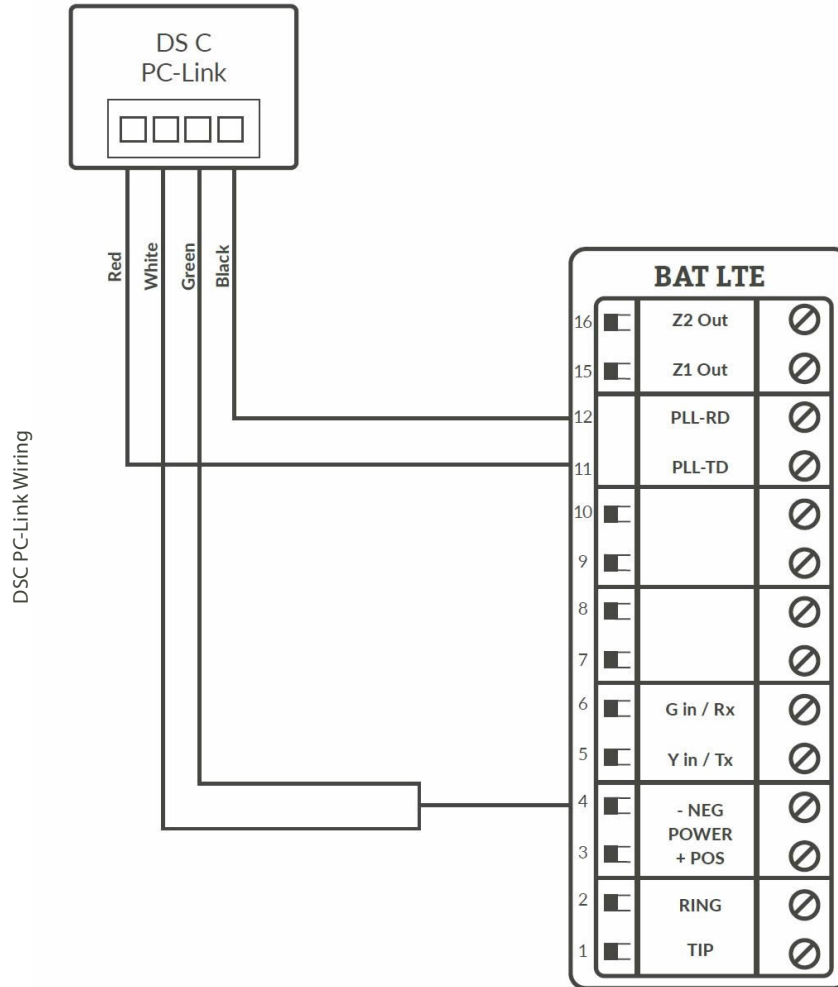 DS C
PC-Link
Red
White
Green
Black
DSC PC-Link Wiring
BAT LTE
16 Z2 Out
15 Z1 Out
12 PLL-RD
11 PLL-TD
10
9
8
7
6 G in / Rx
5 Y in / Tx
4 - NEG
POWER
3 + POS
2 RING
1 TIP